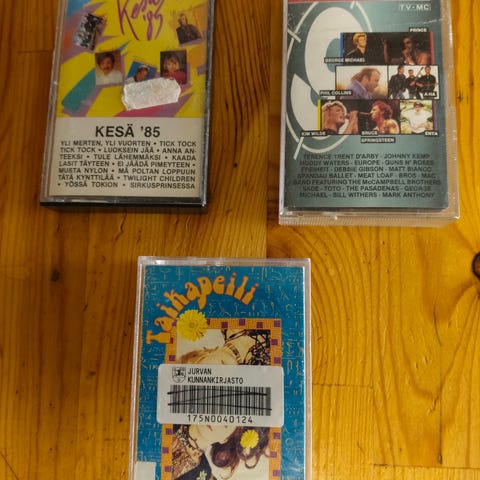 Kesä
'85
KESÄ '85
YLI MERTEN, YLI VUORTEN • TICK TOCK
TICK TOCK • LUOKSEIN JÄÄ • ANNA AN-
TEEKSI • TULE LÄHEMMÄKSI • KAADA
LASIT TÄYTEEN • EI JÄÄDÄ PIMEYTEEN •
MUSTA NYLON • MÄ POLTAN LOPPUUN
TÄTÄ KYNTTILÄÄ • TWILIGHT CHILDREN
• YÖSSÄ TOKION • SIRKUSPRINSESSA
TV-MC
PRINCE
GEORGE MICHAEL
PHIL COLLINS
A-HA
KIM WILDE
BRUCE
SPRINGSTEEN
ENYA
TERENCE TRENT D'ARBY - JOHNNY KEMP
MUDDY WATERS - EUROPE - GUNS N' ROSES
FREIHEIT - DEBBIE GIBSON - MATT BIANCO
SPANDAU BALLET - MEAT LOAF - BROS - MAC
BAND FEATURING THE McCAMPBELL BROTHERS
SADE - TOTO - THE PASADENAS - GEORGE
MICHAEL - BILL WITHERS - MARK ANTHONY
Taikapeili
JURVAN
KUNNANKIRJASTO
175N0040124